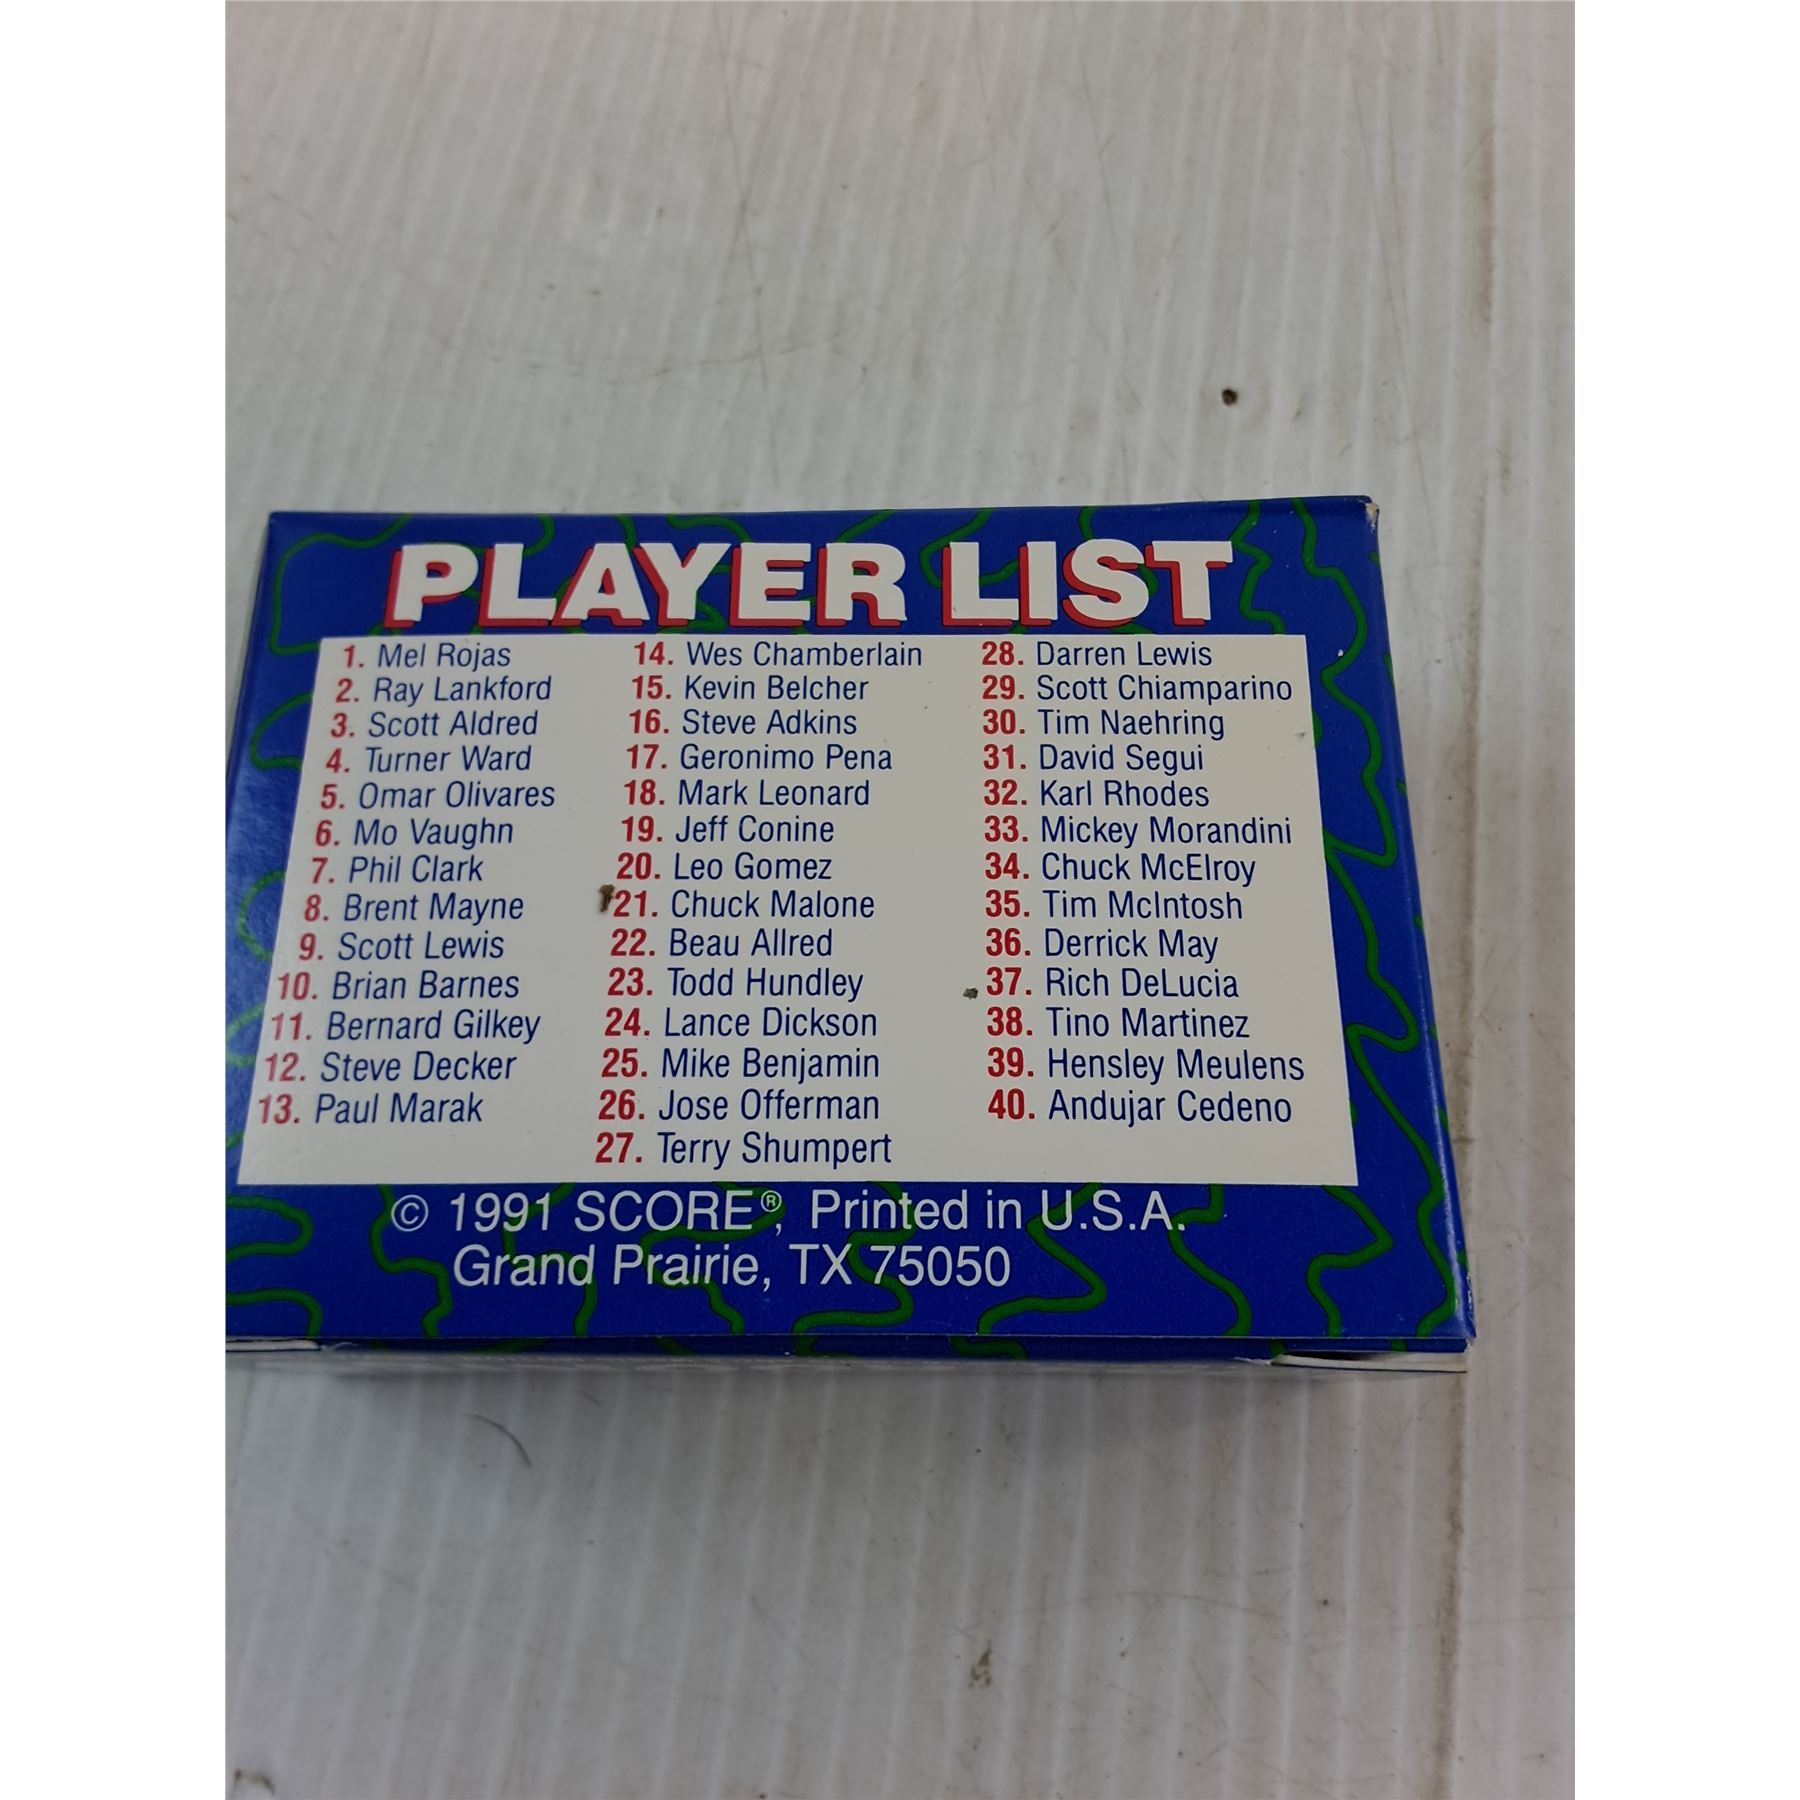 PLAYER LIST
1. Mel Rojas
2. Ray Lankford
3. Scott Aldred
4. Turner Ward
5. Omar Olivares
6. Mo Vaughn
7. Phil Clark
8. Brent Mayne
9. Scott Lewis
10. Brian Barnes
11. Bernard Gilkey
12. Steve Decker
13. Paul Marak
14. Wes Chamberlain
15. Kevin Belcher
16. Steve Adkins
17. Geronimo Pena
18. Mark Leonard
19. Jeff Conine
20. Leo Gomez
21. Chuck Malone
22. Beau Allred
23. Todd Hundley
24. Lance Dickson
25. Mike Benjamin
26. Jose Offerman
27. Terry Shumpert
28. Darren Lewis
29. Scott Chiamparino
30. Tim Naehring
31. David Segui
32. Karl Rhodes
33. Mickey Morandini
34. Chuck McElroy
35. Tim McIntosh
36. Derrick May
37. Rich DeLucia
38. Tino Martinez
39. Hensley Meulens
40. Andujar Cedeno
© 1991 SCORE®, Printed in U.S.A.
Grand Prairie, TX 75050